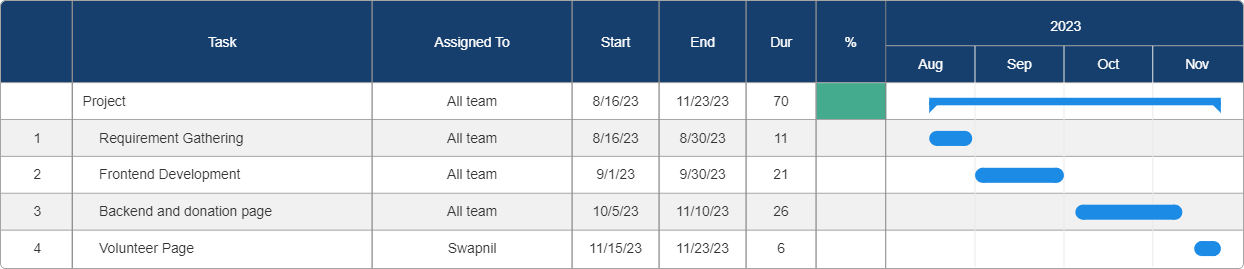 Task Assigned To Start End Dur % 2023
Aug Sep Oct Nov
Project All team 8/16/23 11/23/23 70
1 Requirement Gathering All team 8/16/23 8/30/23 11
2 Frontend Development All team 9/1/23 9/30/23 21
3 Backend and donation page All team 10/5/23 11/10/23 26
4 Volunteer Page Swapnil 11/15/23 11/23/23 6